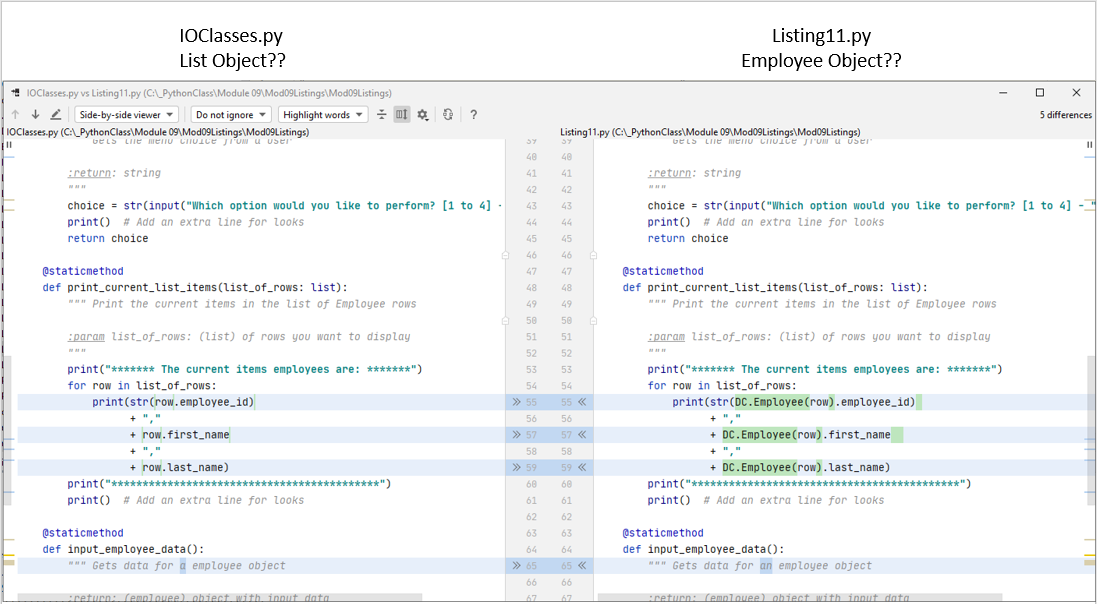 IOClasses.py
List Object??
Listing11.py
Employee Object??
IOClasses.py vs Listing11.py (C:\_PythonClass\Module 09\Mod09Listings\Mod09Listings)
Side-by-side viewer
Do not ignore
Highlight words
?
5 differences
IOClasses.py (C:\_PythonClass\Module 09\Mod09Listings\Mod09Listings)
Listing11.py (C:\_PythonClass\Module 09\Mod09Listings\Mod09Listings)
Gets the menu choice from a user 39 39 Gets the menu choice from a user
40 40
:return: string 41 41 :return: string
""" 42 42 """
choice = str(input("Which option would you like to perform? [1 to 4] - 43 43 choice = str(input("Which option would you like to perform? [1 to 4] - "
print() # Add an extra line for looks 44 44 print() # Add an extra line for looks
return choice 45 45 return choice
46 46
@staticmethod 47 47 @staticmethod
def print_current_list_items(list_of_rows: list): 48 48 def print_current_list_items(list_of_rows: list):
""" Print the current items in the list of Employee rows 49 49 """ Print the current items in the list of Employee rows
50 50
:param list_of_rows: (list) of rows you want to display 51 51 :param list_of_rows: (list) of rows you want to display
""" 52 52 """
print("******* The current items employees are: *******") 53 53 print("******* The current items employees are: *******")
for row in list_of_rows: 54 54 for row in list_of_rows:
print(str(row.employee_id) 55 55 print(str(DC.Employee(row).employee_id)
+ "," 56 56 + ","
+ row.first_name 57 57 + DC.Employee(row).first_name
+ "," 58 58 + ","
+ row.last_name) 59 59 + DC.Employee(row).last_name)
print("********************************************") 60 60 print("********************************************")
print() # Add an extra line for looks 61 61 print() # Add an extra line for looks
62 62
@staticmethod 63 63 @staticmethod
def input_employee_data(): 64 64 def input_employee_data():
""" Gets data for a employee object 65 65 """ Gets data for an employee object
66 66
:return: (employee) object with input data 67 67 :return: (employee) object with input data